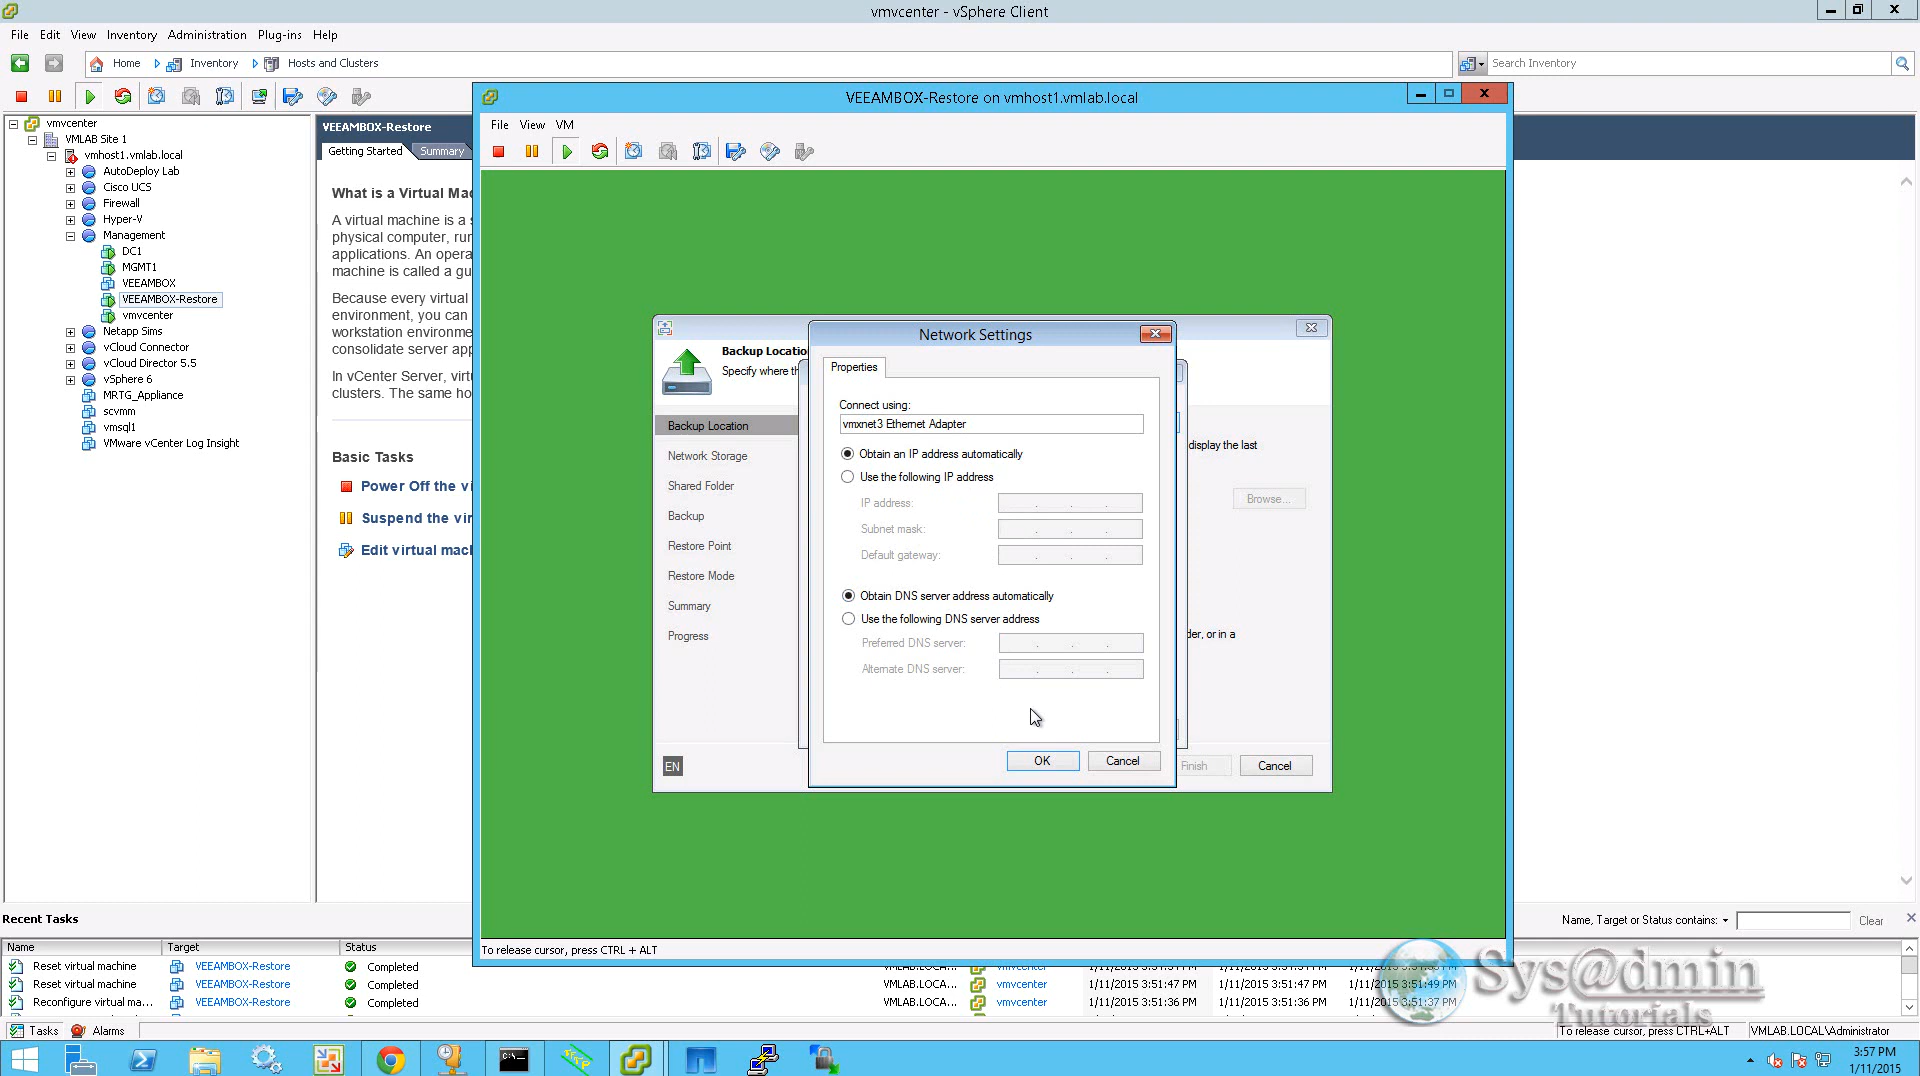 vmvcenter - vSphere Client
File Edit View Inventory Administration Plug-ins Help
Home Inventory Hosts and Clusters
Search Inventory
vmvcenter
VMLAB Site 1
vmhost1.vmlab.local
AutoDeploy Lab
Cisco UCS
Firewall
Hyper-V
Management
DC1
MGMT1
VEEAMBOX
VEEAMBOX-Restore
vmvcenter
Netapp Sims
vCloud Connector
vCloud Director 5.5
vSphere 6
MRTG_Appliance
scvmm
vmsql1
VMware vCenter Log Insight
VEEAMBOX-Restore
Getting Started Summary
What is a Virtual Mac
A virtual machine is a s
physical computer, run
applications. An opera
machine is called a gu
Because every virtual
environment, you can
workstation environme
consolidate server app
In vCenter Server, virtu
clusters. The same ho
Basic Tasks
Power Off the vi
Suspend the vir
Edit virtual mach
VEEAMBOX-Restore on vmhost1.vmlab.local
File View VM
Backup Locatio
Specify where th
Backup Location
Network Storage
Shared Folder
Backup
Restore Point
Restore Mode
Summary
Progress
EN
display the last
Browse...
der, or in a
Finish
Cancel
Network Settings
Properties
Connect using:
vmxnet3 Ethernet Adapter
Obtain an IP address automatically
Use the following IP address
IP address:
Subnet mask:
Default gateway:
Obtain DNS server address automatically
Use the following DNS server address
Preferred DNS server:
Alternate DNS server:
OK Cancel
To release cursor, press CTRL + ALT
Recent Tasks
Name, Target or Status contains:
Clear
Name Target Status
Reset virtual machine VEEAMBOX-Restore Completed
Reset virtual machine VEEAMBOX-Restore Completed VMLAB.LOCA... vmvcenter 1/11/2015 3:51:47 PM 1/11/2015 3:51:47 PM 1/11/2015 3:51:49 PM
Reconfigure virtual ma... VEEAMBOX-Restore Completed VMLAB.LOCA... vmvcenter 1/11/2015 3:51:36 PM 1/11/2015 3:51:36 PM 1/11/2015 3:51:37 PM
Sys@dmin
Tutorials
Tasks Alarms
To release cursor, press CTRL+ALT
VMLAB.LOCAL\Administrator
3:57 PM
1/11/2015